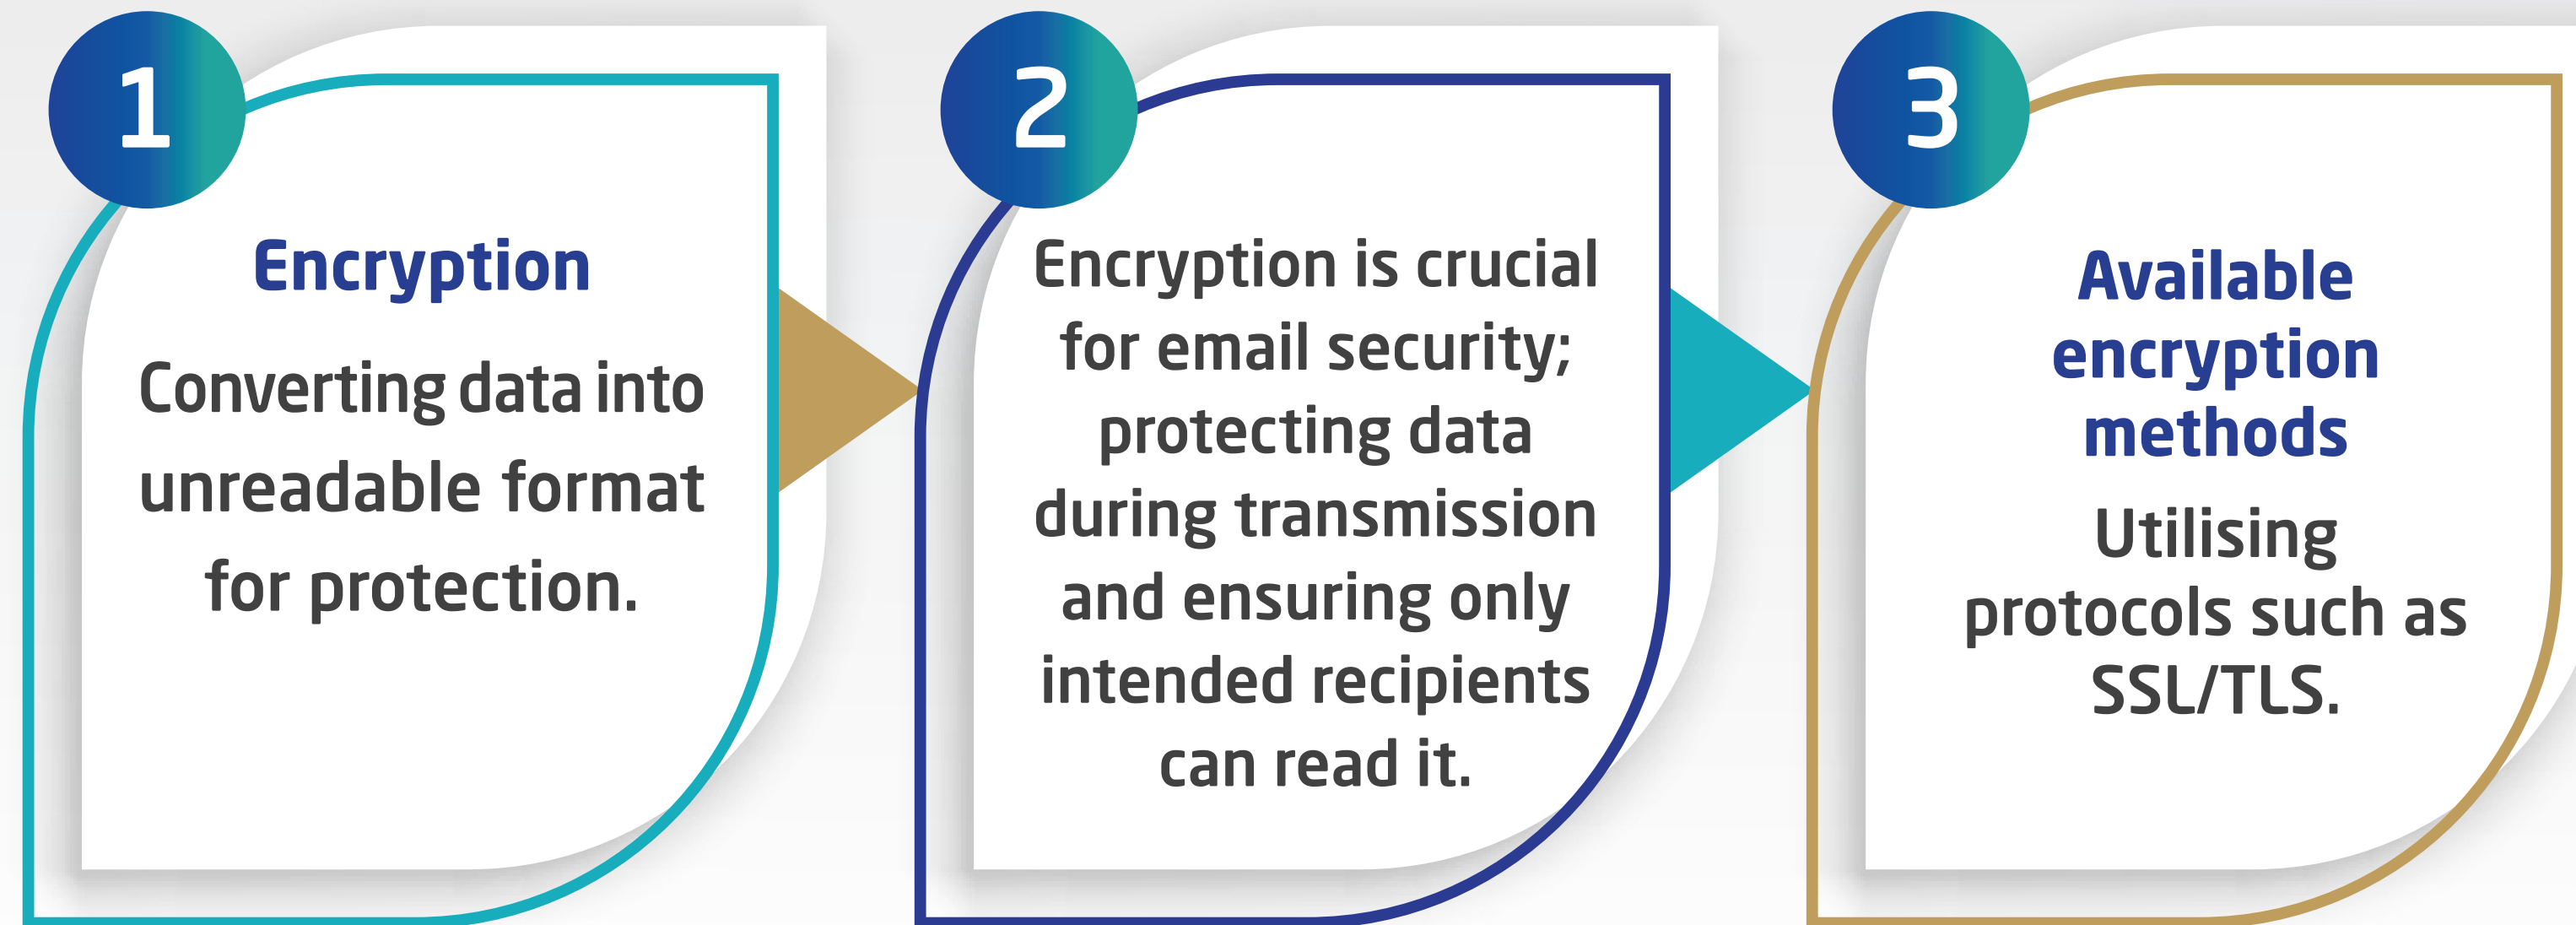 1
Encryption
Converting data into
unreadable format
for protection.
2
Encryption is crucial
for email security;
protecting data
during transmission
and ensuring only
intended recipients
can read it.
3
Available
encryption
methods
Utilising
protocols such as
SSL/TLS.